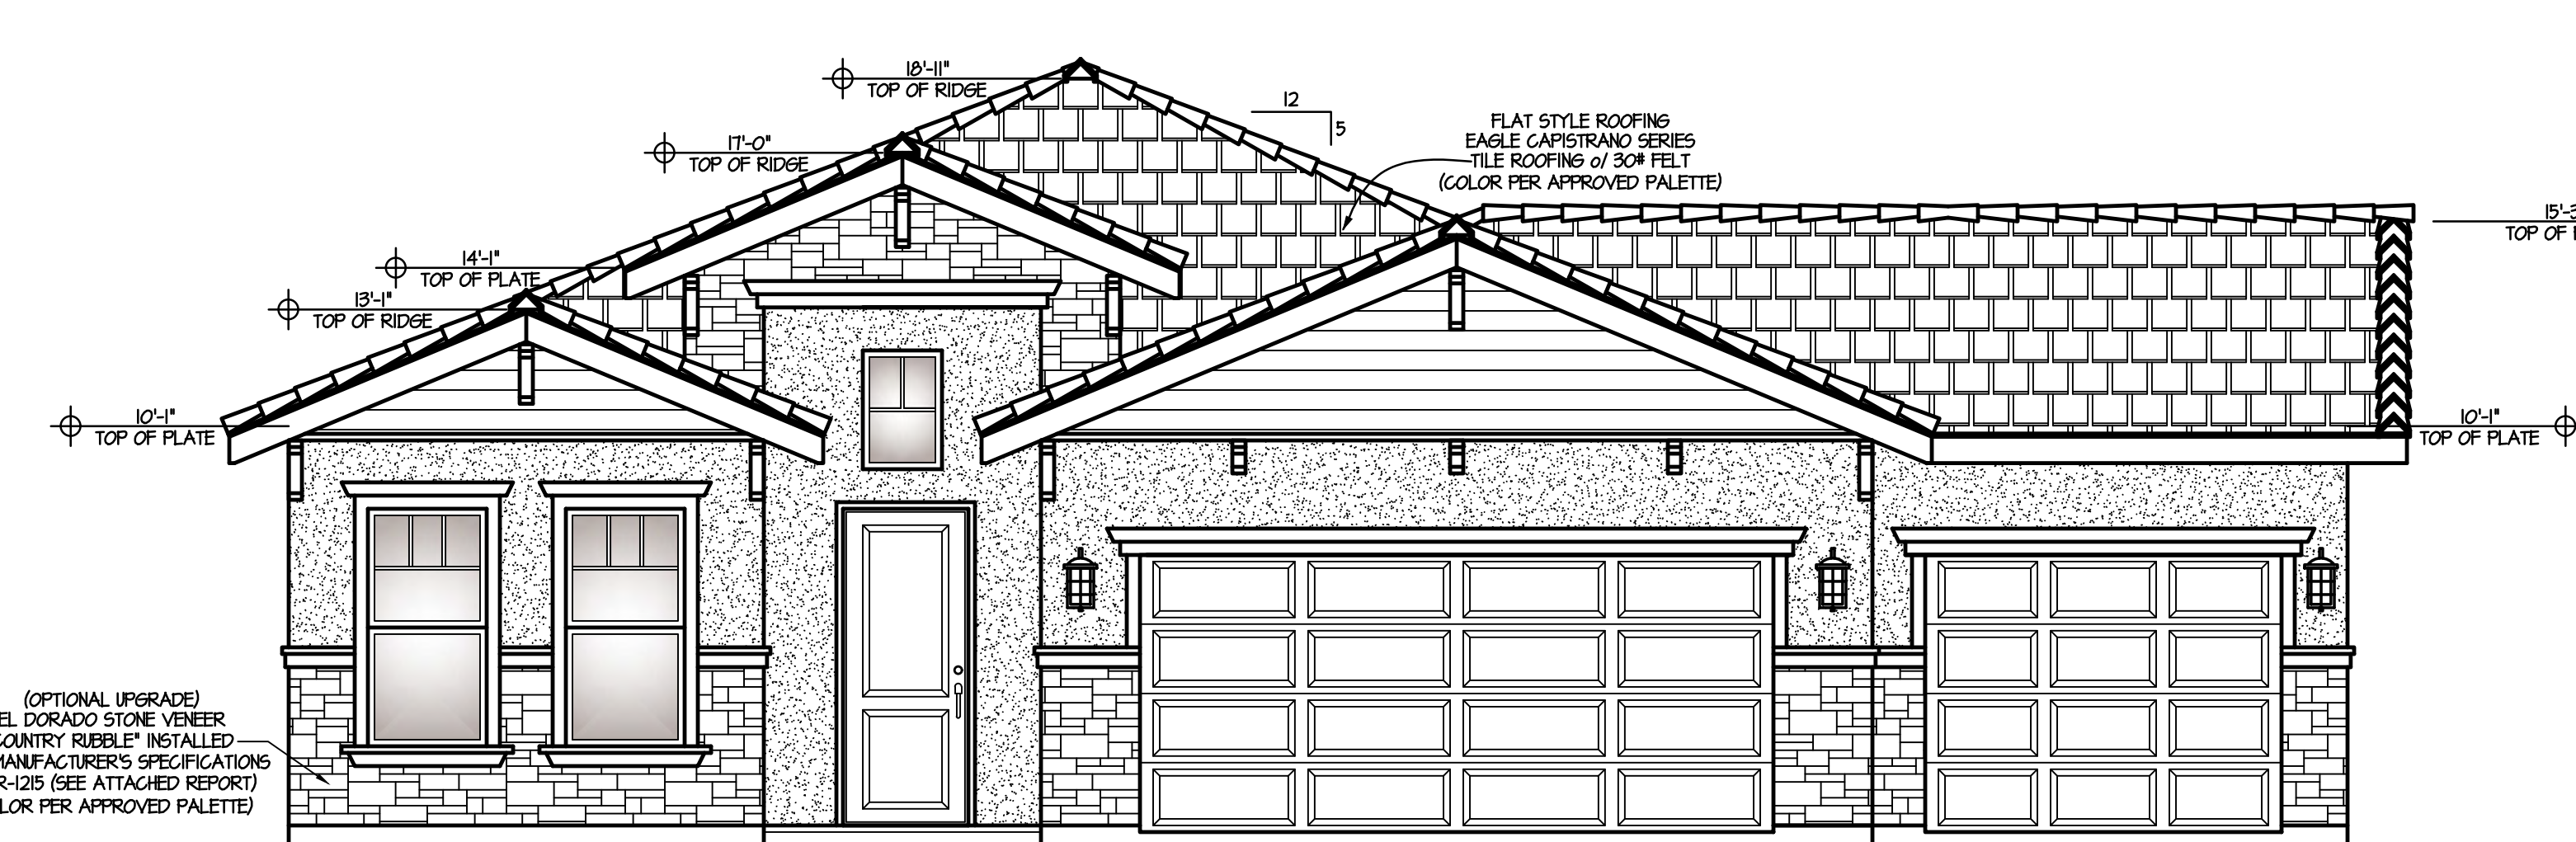 18'-11"
TOP OF RIDGE
17'-0"
TOP OF RIDGE
14'-1"
TOP OF PLATE
13'-1"
TOP OF RIDGE
10'-1"
TOP OF PLATE
12
5
FLAT STYLE ROOFING
EAGLE CAPISTRANO SERIES
TILE ROOFING o/ 30# FELT
(COLOR PER APPROVED PALETTE)
TOP OF
10'-1"
TOP OF PLATE
(OPTIONAL UPGRADE)
EL DORADO STONE VENEER
RUBBLE" INSTALLED
MANUFACTURER'S SPECIFICATIONS
R-1215 (SEE ATTACHED REPORT)
PER APPROVED PALETTE)